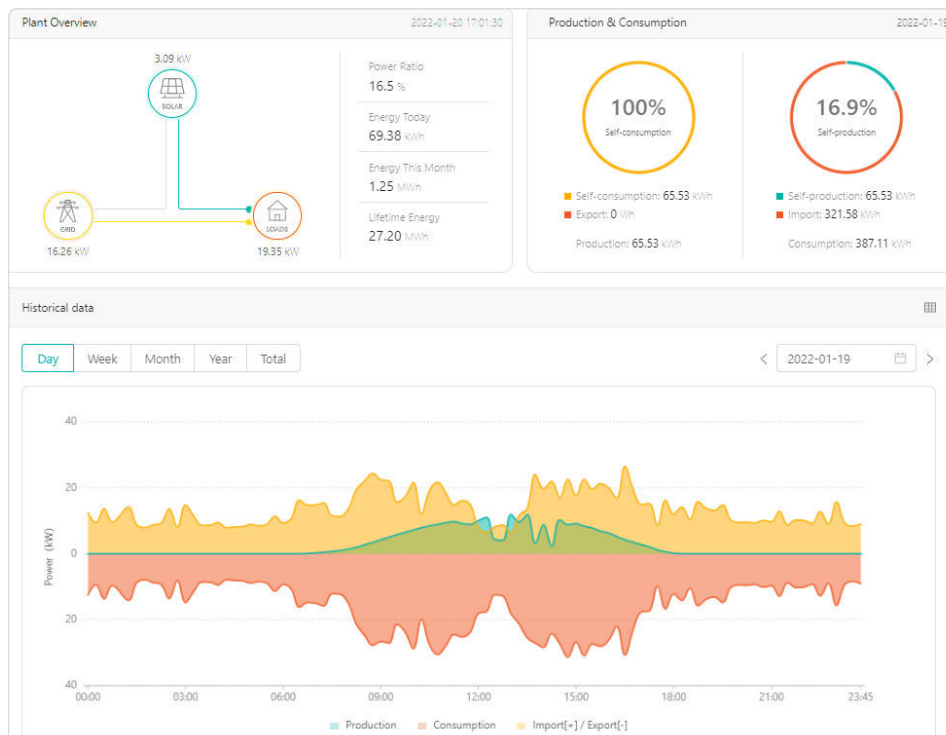 Plant Overview
2022-01-20 17:01:30
3.09 kW
SOLAR
GRID
16.26 kW
LOADS
19.35 kW
Power Ratio
16.5 %
Energy Today
69.38 kWh
Energy This Month
1.25 MWh
Lifetime Energy
27.20 MWh
Production & Consumption
2022-01-19
100%
Self-consumption
Self-consumption: 65.53 kWh
Export: 0 Wh
Production: 65.53 kWh
16.9%
Self-production
Self-production: 65.53 kWh
Import: 321.58 kWh
Consumption: 387.11 kWh
Historical data
Day Week Month Year Total
< 2022-01-19 >
Power (kW)
40
20
0
20
40
00:00 03:00 06:00 09:00 12:00 15:00 18:00 21:00 23:45
Production Consumption Import[+] / Export[-]